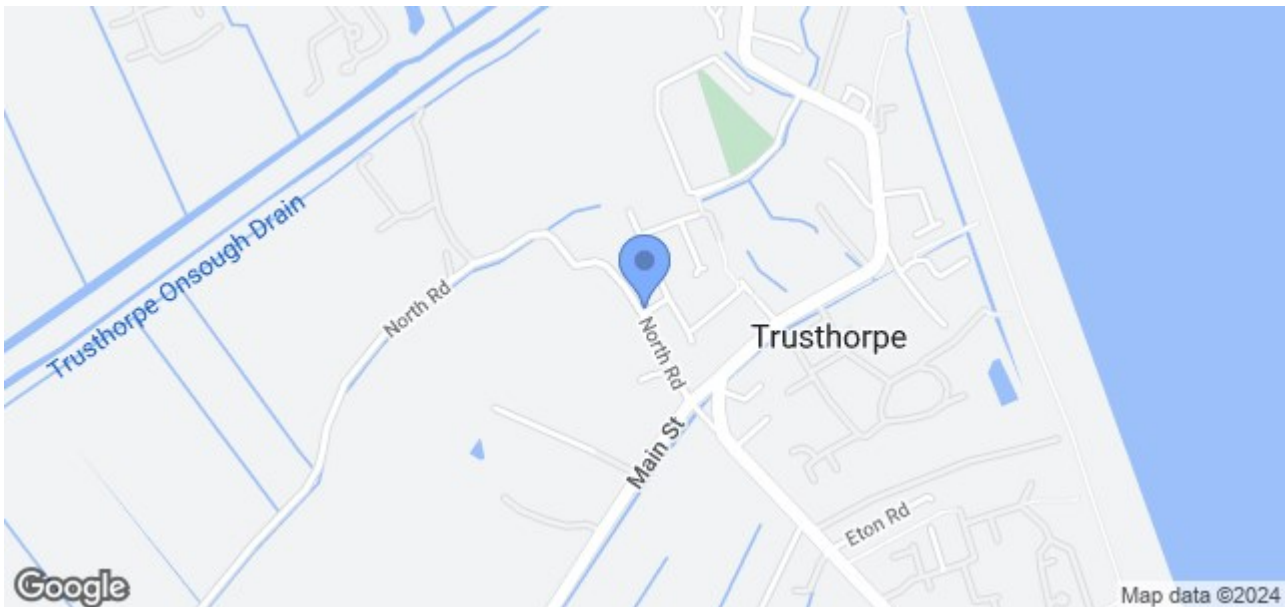 Trusthorpe Onsough Drain
North Rd
North Rd
Trusthorpe
Main St
Eton Rd
Google
Map data ©2024